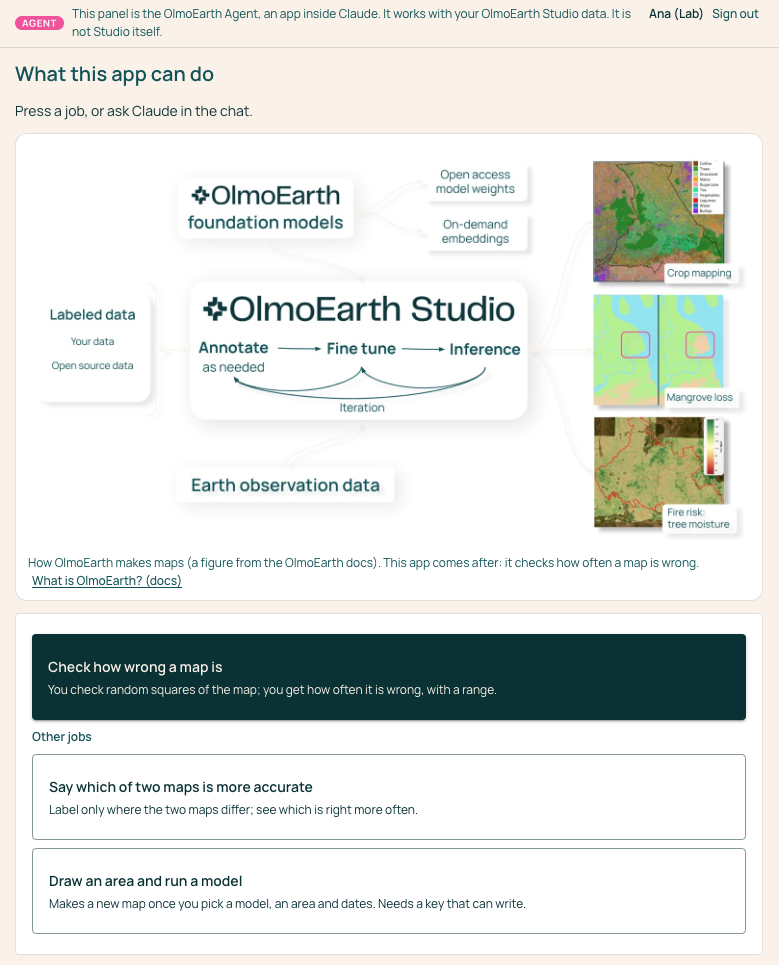 AGENT
This panel is the OlmoEarth Agent, an app inside Claude. It works with your OlmoEarth Studio data. It is
not Studio itself.
Ana (Lab)
Sign out
What this app can do
Press a job, or ask Claude in the chat.
OlmoEarth
foundation models
Open access
model weights
On-demand
embeddings
Crop mapping
Labeled data
Your data
Open source data
OlmoEarth Studio
Annotate
Fine tune
Inference
as needed
Iteration
Mangrove loss
Earth observation data
Fire risk:
tree moisture
How OlmoEarth makes maps (a figure from the OlmoEarth docs). This app comes after: it checks how often a map is wrong.
What is OlmoEarth? (docs)
Check how wrong a map is
You check random squares of the map; you get how often it is wrong, with a range.
Other jobs
Say which of two maps is more accurate
Label only where the two maps differ; see which is right more often.
Draw an area and run a model
Makes a new map once you pick a model, an area and dates. Needs a key that can write.